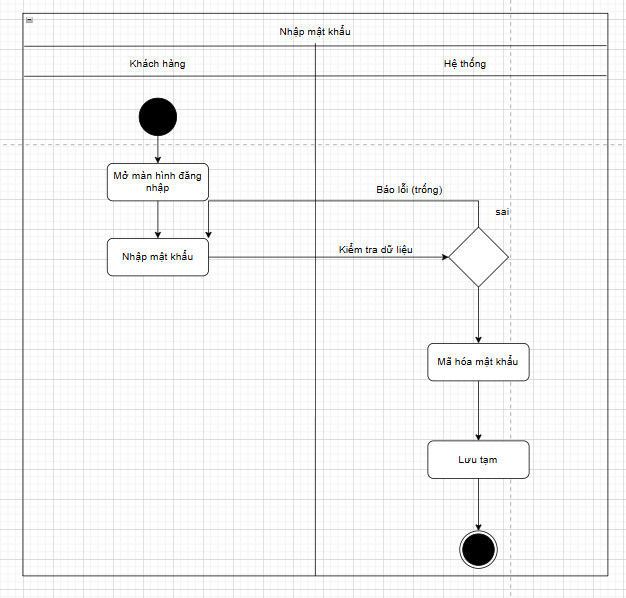 Nhập mật khẩu
Khách hàng
Hệ thống
Mở màn hình đăng
nhập
Báo lỗi (trống)
sai
Nhập mật khẩu
Kiểm tra dữ liệu
Mã hóa mật khẩu
Lưu tạm